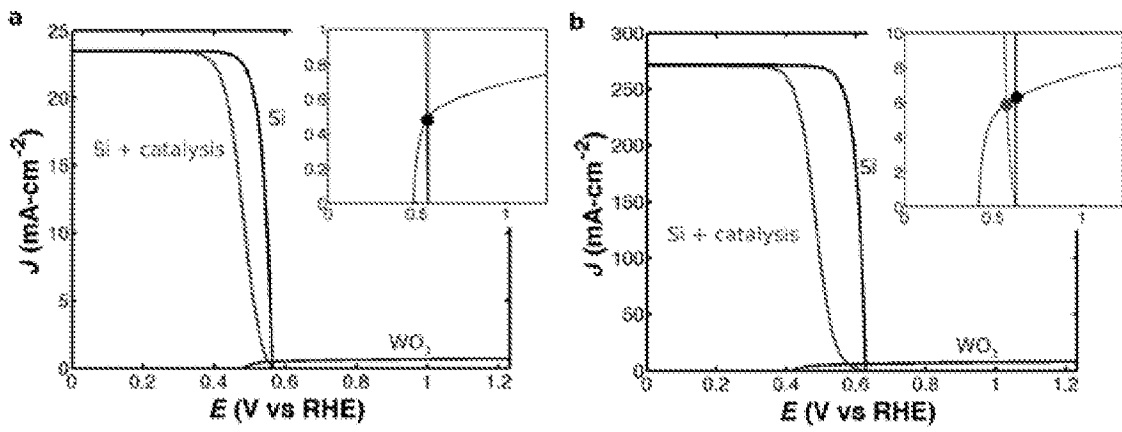 a
25
20
15
10
5
0
J (mA-cm⁻²)
Si
Si + catalysis
WO₃
0 0.2 0.4 0.6 0.8 1 1.2
E (V vs RHE)
1
0.8
0.6
0.4
0.2
0
0 0.5 1
b
300
250
200
150
100
50
0
J (mA-cm⁻²)
Si
Si + catalysis
WO₃
0 0.2 0.4 0.6 0.8 1 1.2
E (V vs RHE)
10
8
6
4
2
0
0 0.5 1